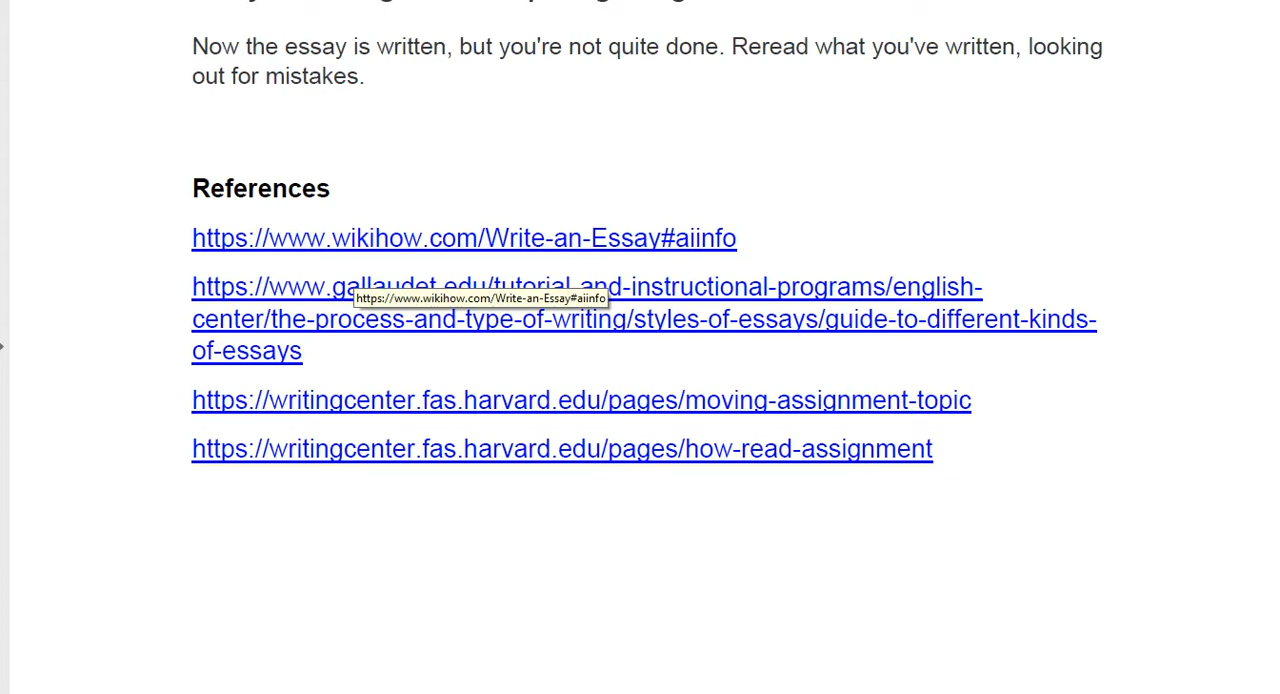 Now the essay is written, but you're not quite done. Reread what you've written, looking
out for mistakes.
References
https://www.wikihow.com/Write-an-Essay#aiinfo
https://www.gallaudet.edu/tutorial-and-instructional-programs/english-
https://www.wikihow.com/Write-an-Essay#aiinfo
center/the-process-and-type-of-writing/styles-of-essays/guide-to-different-kinds-
of-essays
https://writingcenter.fas.harvard.edu/pages/moving-assignment-topic
https://writingcenter.fas.harvard.edu/pages/how-read-assignment